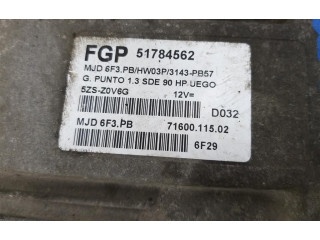 FGP 51784562
MJD 6F3.PB/HW03P/3143-PB57
G. PUNTO 1.3 SDE 90 HP UEGO
5ZS-Z0V6G 12V=
D032
MJD 6F3.PB 71600.115.02
6F29